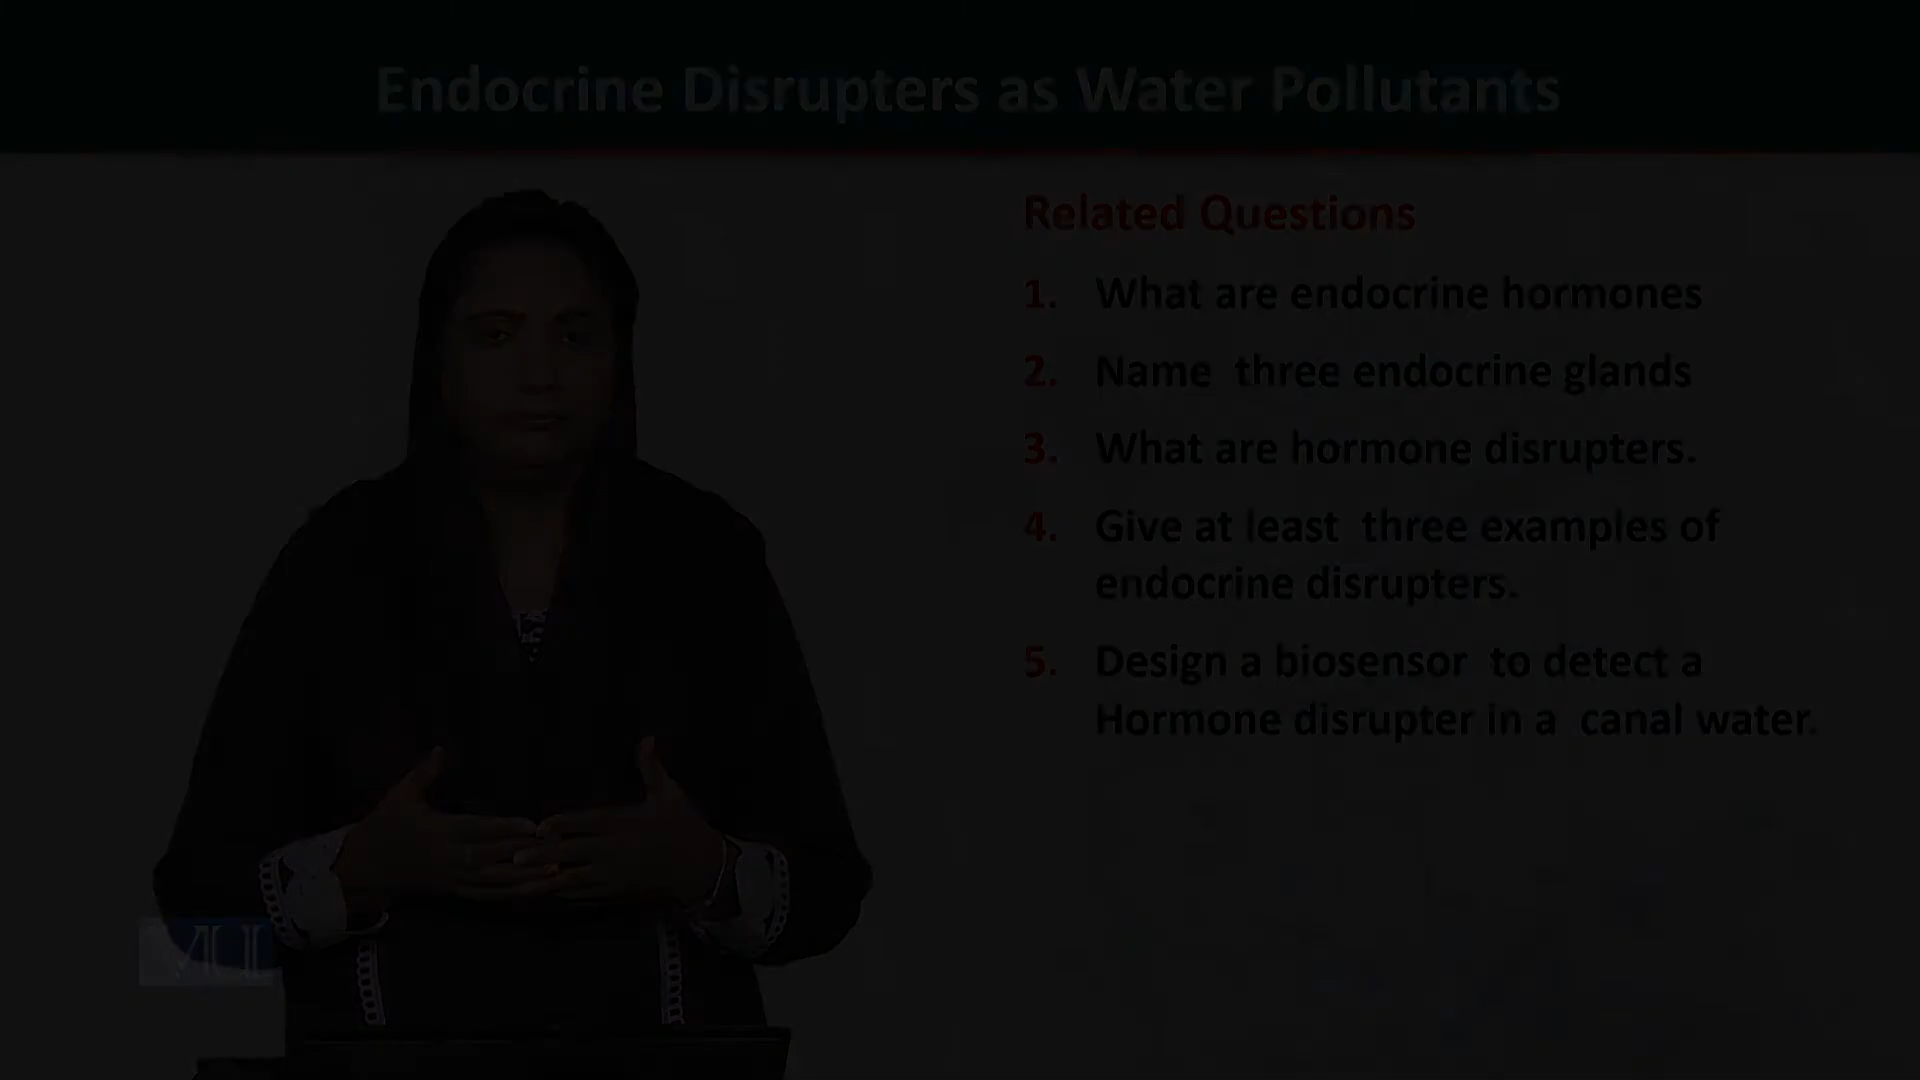 Endocrine Disrupters as Water Pollutants
Related Questions
1. What are endocrine hormones
2. Name three endocrine glands
3. What are hormone disrupters.
4. Give at least three examples of
endocrine disrupters.
5. Design a biosensor to detect a
Hormone disrupter in a canal water.
VU